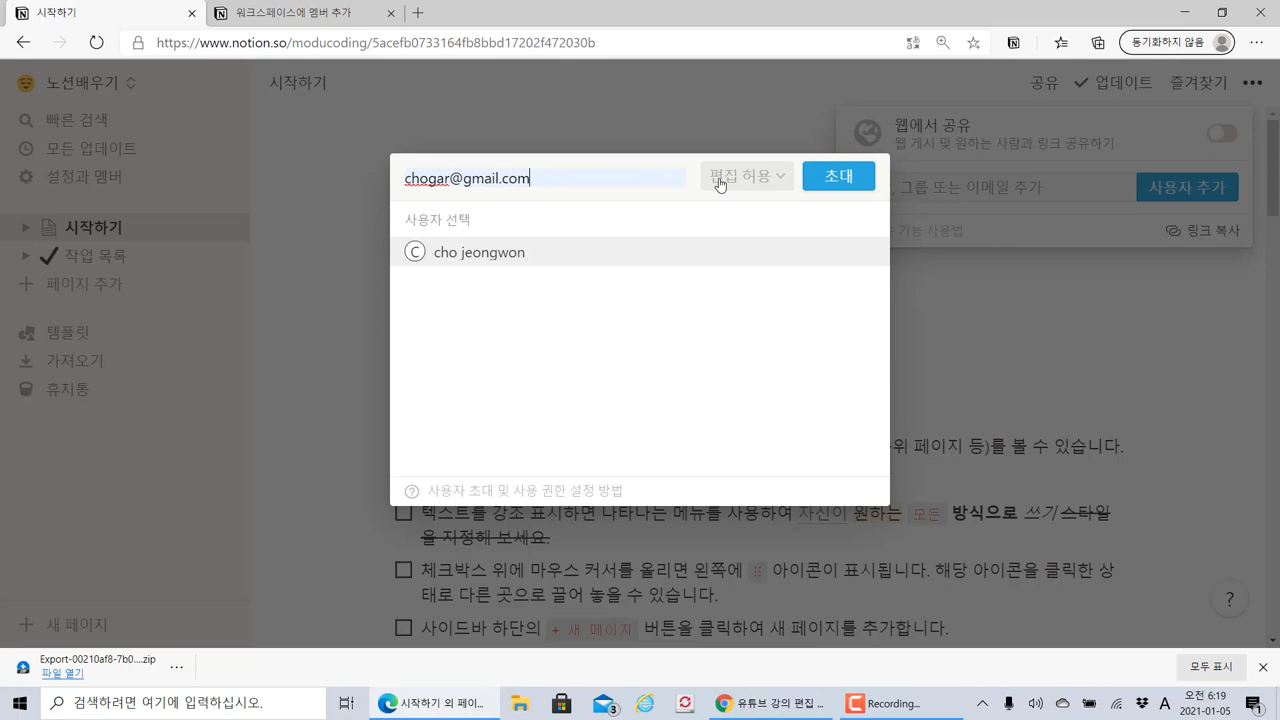 시작하기
워크스페이스에 멤버 추가
https://www.notion.so/moducoding/5acefb0733164fb8bbd17202f472030b
동기화하지 않음
노션배우기
시작하기
공유
업데이트
즐겨찾기
빠른 검색
모든 업데이트
설정과 멤버
시작하기
작업 목록
페이지 추가
템플릿
가져오기
휴지통
새 페이지
웹에서 공유
웹 게시 및 원하는 사람과 링크 공유하기
, 그룹 또는 이메일 추가
사용자 추가
기능 사용법
링크 복사
chogar@gmail.com
편집 허용
초대
사용자 선택
C cho jeongwon
사용자 초대 및 사용 권한 설정 방법
위 페이지 등)를 볼 수 있습니다.
텍스트를 강조 표시하면 나타나는 메뉴를 사용하여 자신이 원하는 모든 방식으로 쓰기 스타일
을 지정해 보세요.
체크박스 위에 마우스 커서를 올리면 왼쪽에 ⠿ 아이콘이 표시됩니다. 해당 아이콘을 클릭한 상
태로 다른 곳으로 끌어 놓을 수 있습니다.
사이드바 하단의 + 새 페이지 버튼을 클릭하여 새 페이지를 추가합니다.
?
Export-00210af8-7b0....zip
파일 열기
모두 표시
검색하려면 여기에 입력하십시오.
시작하기 외 페이...
3
유튜브 강의 편집 ...
Recording...
A
오전 6:19
2021-01-05
1